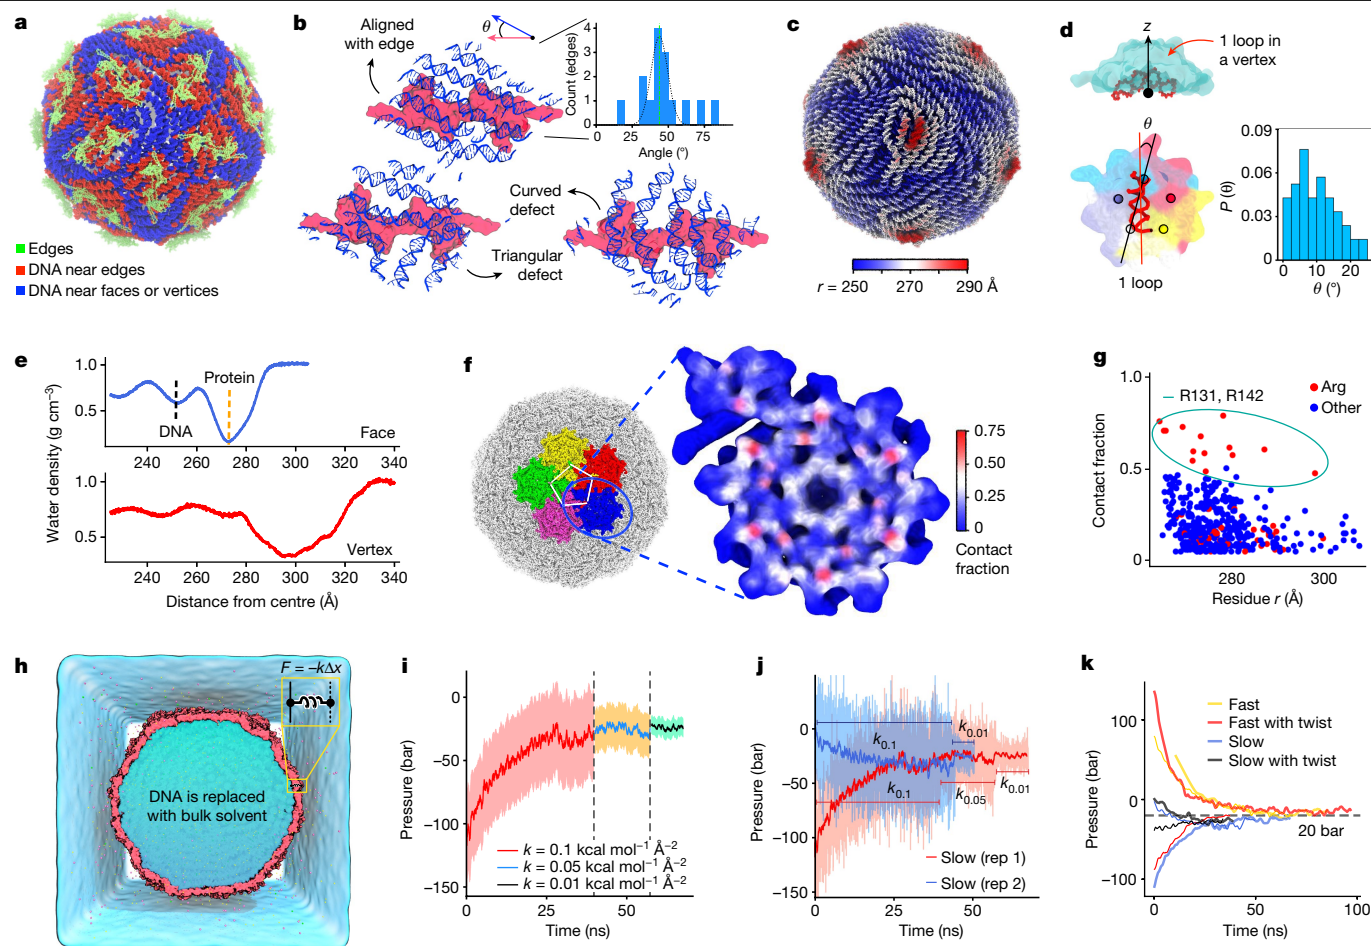 a
Edges
DNA near edges
DNA near faces or vertices
b
Aligned
with edge
θ
Count (edges)
4
3
2
1
0
0
25
50
75
Angle (°)
Curved
defect
Triangular
defect
c
r = 250
270
290 Å
d
z
1 loop in
a vertex
θ
1 loop
P (θ)
0.09
0.06
0.03
0
0
10
20
θ (°)
e
Water density (g cm⁻³)
1.0
0.5
Protein
DNA
Face
240
260
280
300
320
340
1.0
0.5
Vertex
240
260
280
300
320
340
Distance from centre (Å)
f
0.75
0.50
0.25
0
Contact
fraction
g
Contact fraction
1.0
0.5
0
R131, R142
Arg
Other
280
300
Residue r (Å)
h
F = −kΔx
DNA is replaced
with bulk solvent
i
Pressure (bar)
0
−50
−100
−150
k = 0.1 kcal mol⁻¹ Å⁻²
k = 0.05 kcal mol⁻¹ Å⁻²
k = 0.01 kcal mol⁻¹ Å⁻²
0
25
50
Time (ns)
j
Pressure (bar)
0
−50
−100
−150
k0.01
k0.1
k0.1
k0.05
k0.01
Slow (rep 1)
Slow (rep 2)
0
25
50
Time (ns)
k
Pressure (bar)
100
0
−100
Fast
Fast with twist
Slow
Slow with twist
20 bar
0
50
100
Time (ns)